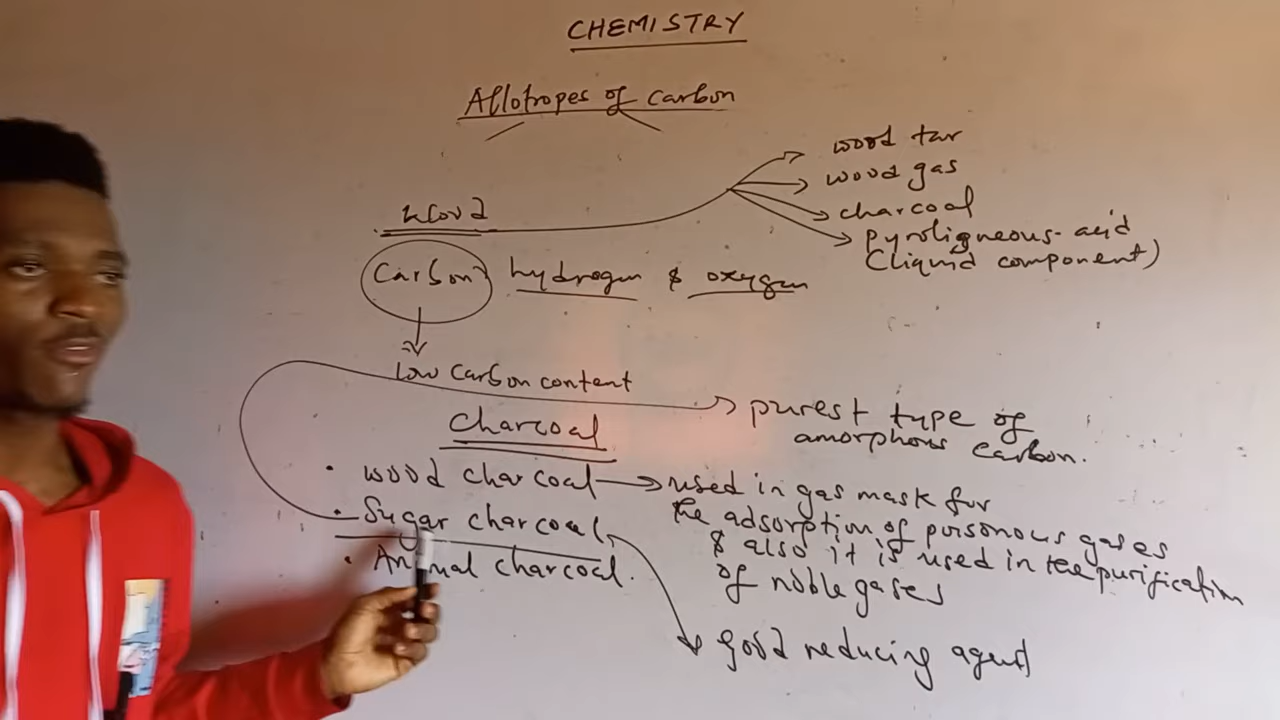 CHEMISTRY
Allotropes of carbon
wood tar
wood gas
wood
charcoal
pyroligneous-acid
(liquid component)
Carbon, hydrogen & oxygen
low carbon content
purest type of
amorphous carbon.
Charcoal
• wood charcoal
used in gas mask for
the adsorption of poisonous gases
& also it is used in the purification
of noble gases
• Sugar charcoal
• Animal charcoal.
good reducing agent